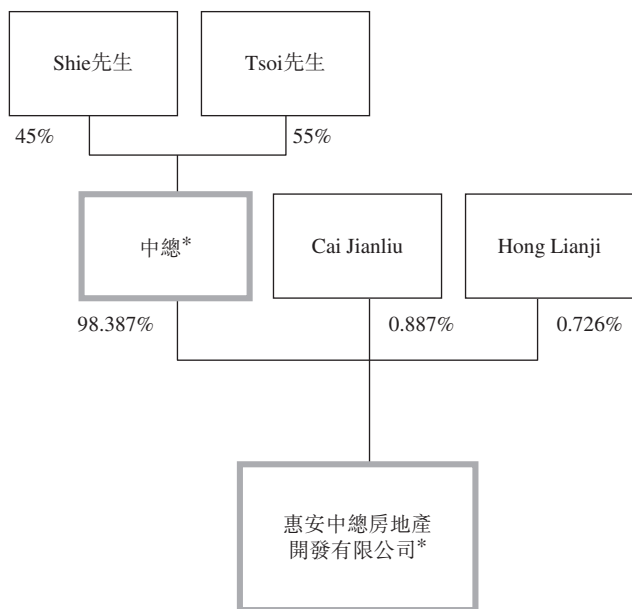 Shie先生
Tsoi先生
45%
55%
中總*
Cai Jianliu
Hong Lianji
98.387%
0.887%
0.726%
惠安中總房地產
開發有限公司*